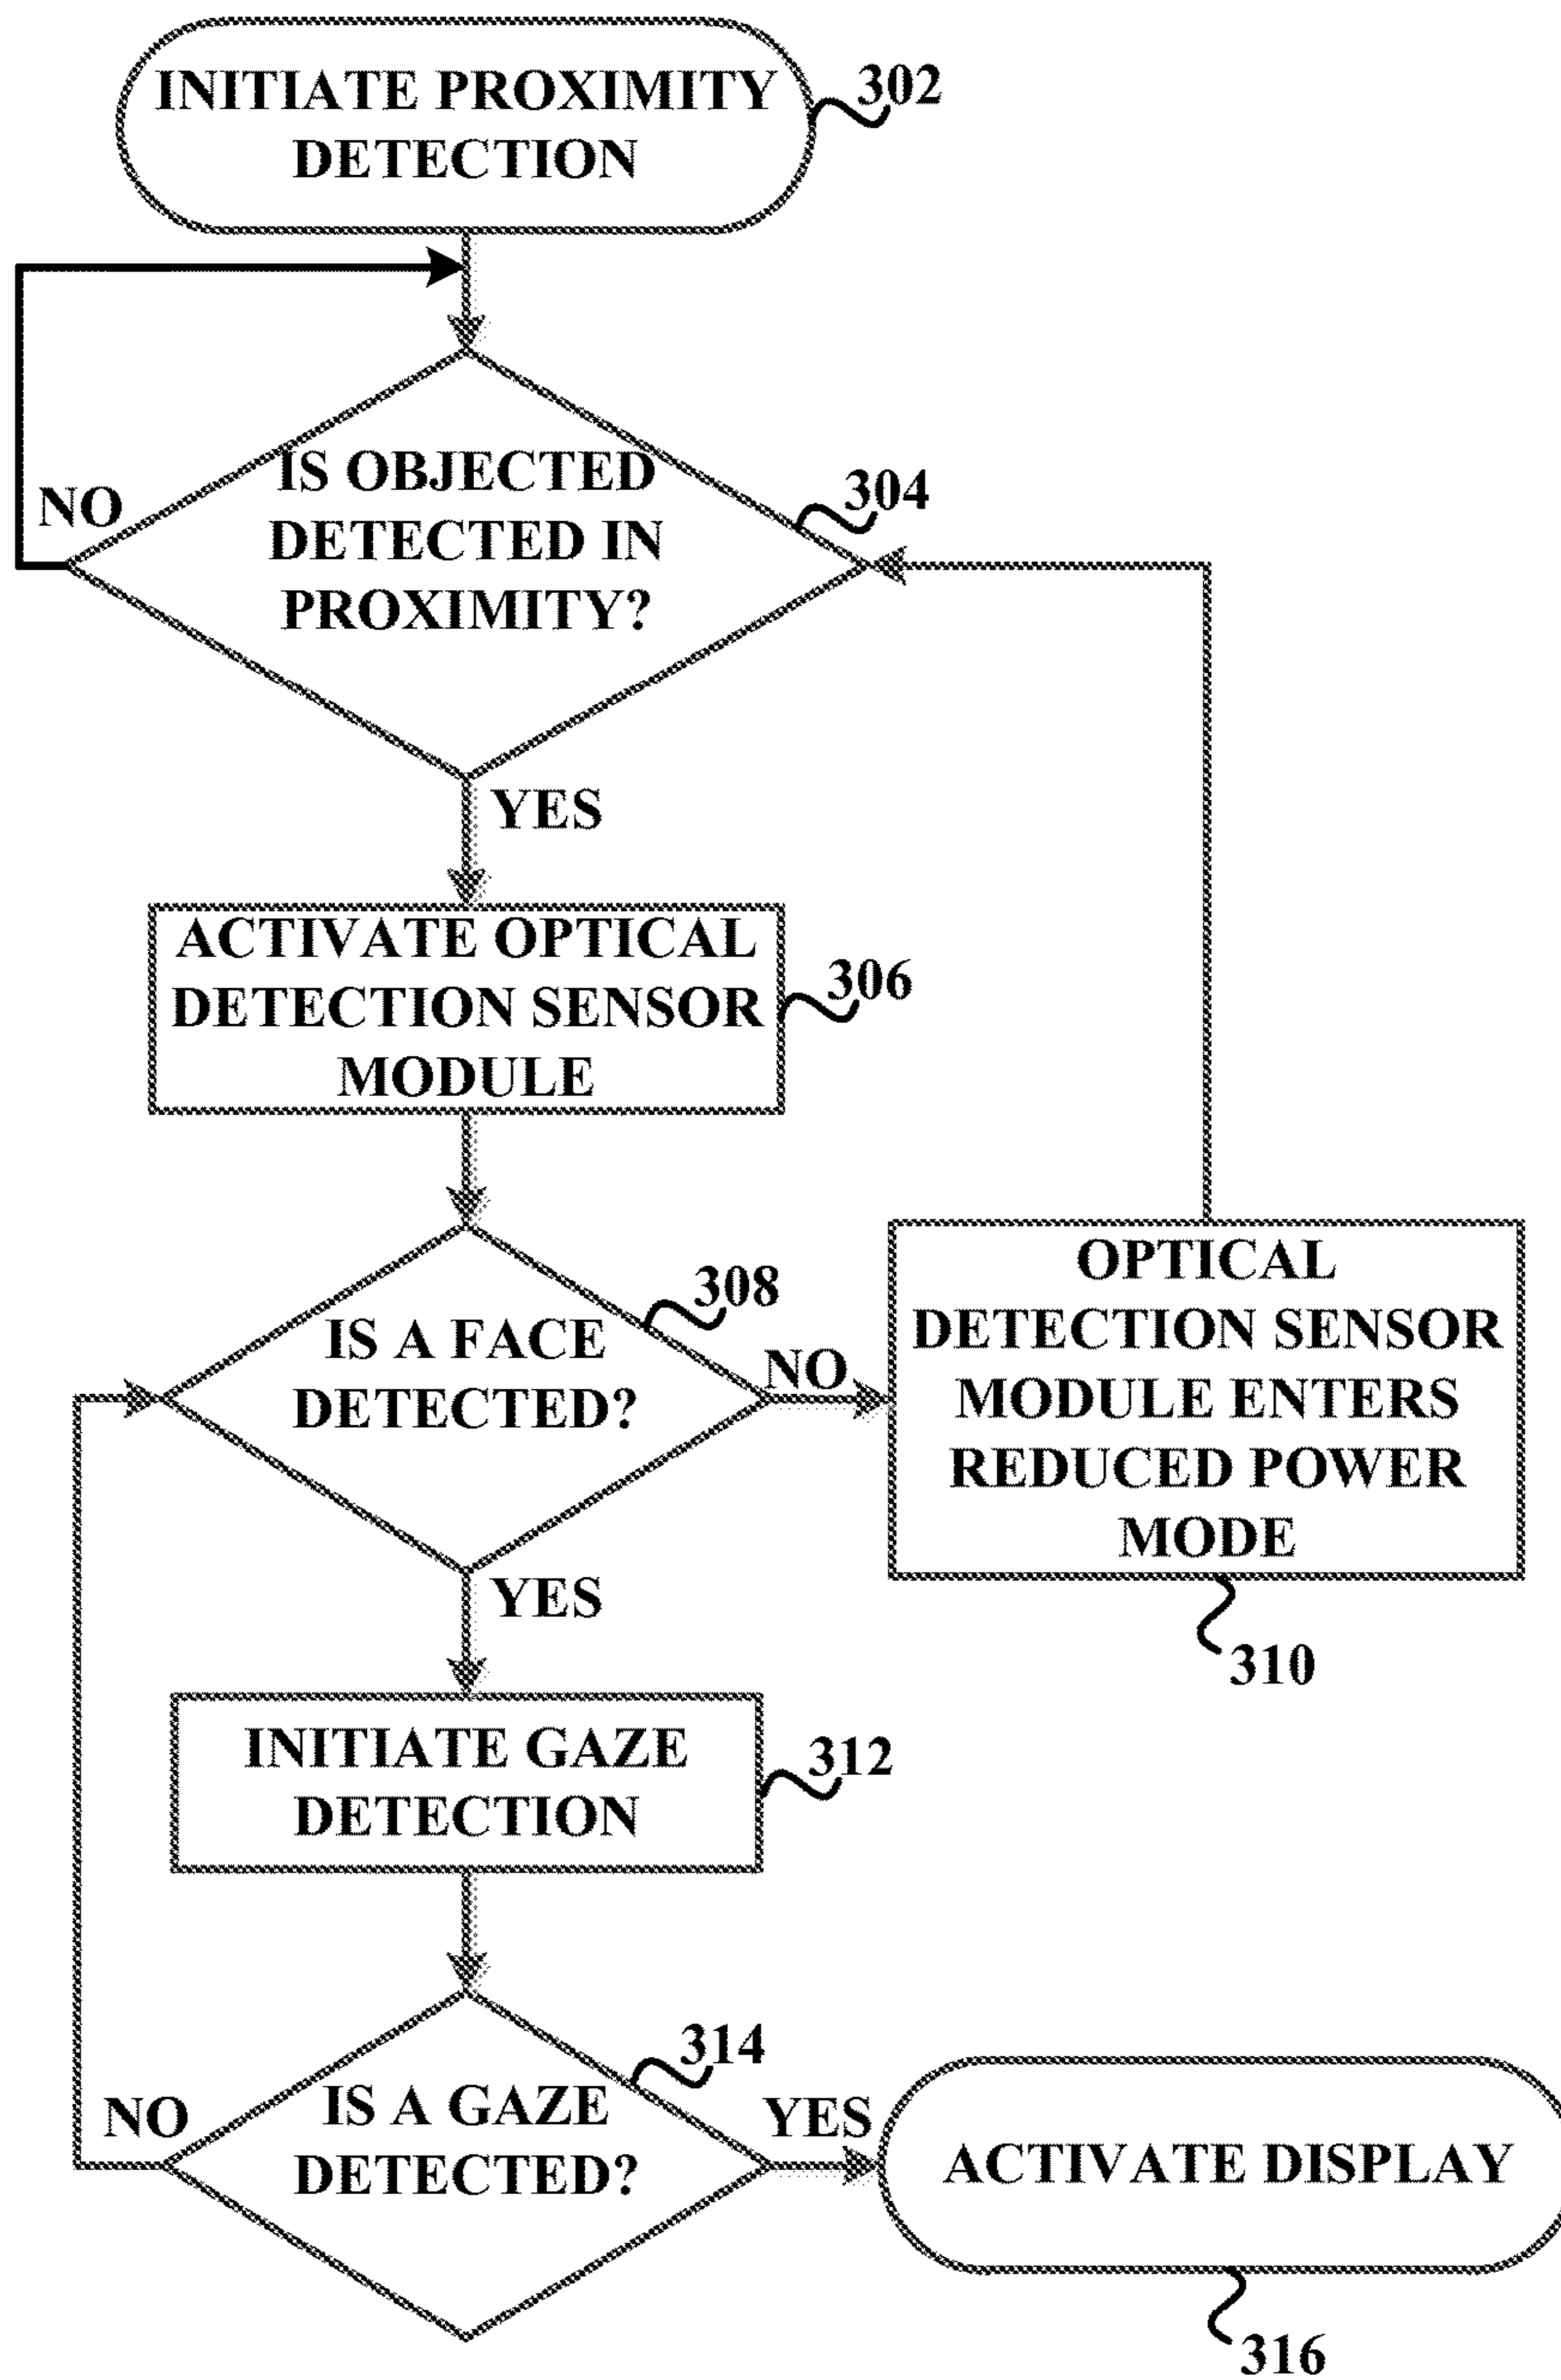 INITIATE PROXIMITY
DETECTION
302
IS OBJECTED
DETECTED IN
PROXIMITY?
304
NO
YES
ACTIVATE OPTICAL
DETECTION SENSOR
MODULE
306
IS A FACE
DETECTED?
308
NO
OPTICAL
DETECTION SENSOR
MODULE ENTERS
REDUCED POWER
MODE
310
YES
INITIATE GAZE
DETECTION
312
IS A GAZE
DETECTED?
314
NO
YES
ACTIVATE DISPLAY
316